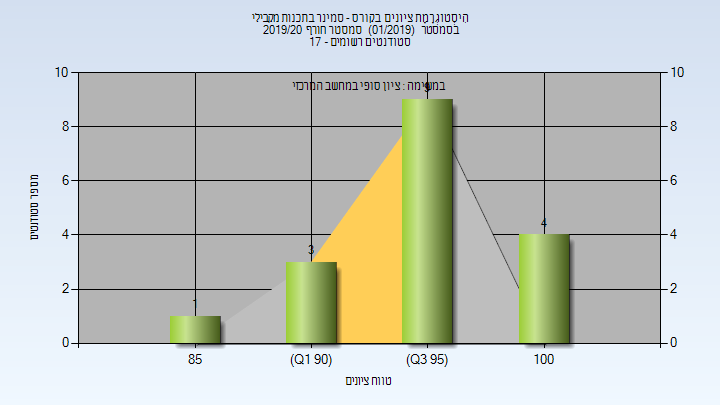 הִיסְטוֹגְרָמַת ציונים בקורס - סמינר בתכנות מקבילי
בסמסטר (01/2019) סמסטר חורף 2019/20
סטודנטים רשומים - 17
במשימה : ציון סופי במחשב המרכזי
10
8
6
4
2
0
10
8
6
4
2
0
מספר סטודנטים
1
3
9
4
85
(Q1 90)
(Q3 95)
100
טווח ציונים